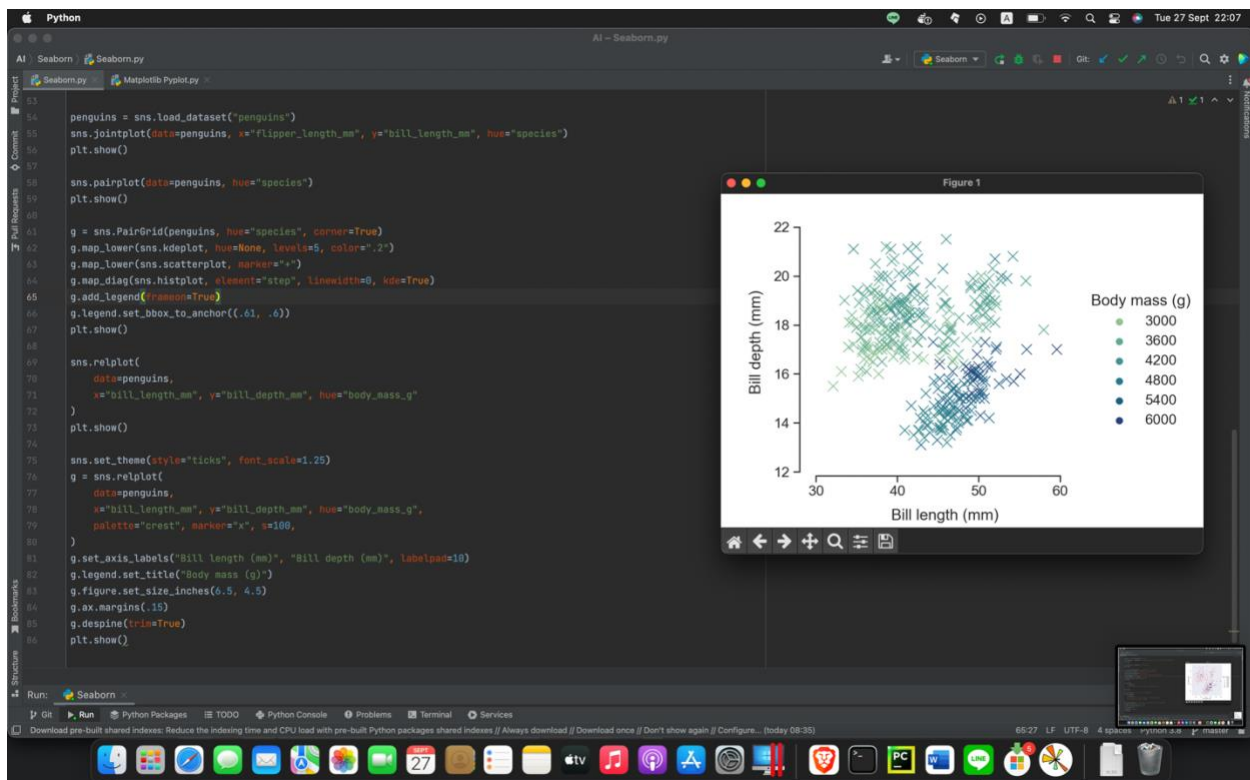 Python
Tue 27 Sept 22:07
AI – Seaborn.py
AI Seaborn Seaborn.py
Seaborn
Git:
Seaborn.py
Matplotlib Pyplot.py
Project
Commit
Pull Requests
Bookmarks
Structure
Notifications
1 1
53
54 penguins = sns.load_dataset("penguins")
55 sns.jointplot(data=penguins, x="flipper_length_mm", y="bill_length_mm", hue="species")
56 plt.show()
57
58 sns.pairplot(data=penguins, hue="species")
59 plt.show()
60
61 g = sns.PairGrid(penguins, hue="species", corner=True)
62 g.map_lower(sns.kdeplot, hue=None, levels=5, color=".2")
63 g.map_lower(sns.scatterplot, marker="+")
64 g.map_diag(sns.histplot, element="step", linewidth=0, kde=True)
65 g.add_legend(frameon=True)
66 g.legend.set_bbox_to_anchor((.61, .6))
67 plt.show()
68
69 sns.relplot(
70 data=penguins,
71 x="bill_length_mm", y="bill_depth_mm", hue="body_mass_g"
72 )
73 plt.show()
74
75 sns.set_theme(style="ticks", font_scale=1.25)
76 g = sns.relplot(
77 data=penguins,
78 x="bill_length_mm", y="bill_depth_mm", hue="body_mass_g",
79 palette="crest", marker="x", s=100,
80 )
81 g.set_axis_labels("Bill length (mm)", "Bill depth (mm)", labelpad=10)
82 g.legend.set_title("Body mass (g)")
83 g.figure.set_size_inches(6.5, 4.5)
84 g.ax.margins(.15)
85 g.despine(trim=True)
86 plt.show()
Figure 1
22
20
18
16
14
12
Bill depth (mm)
30 40 50 60
Bill length (mm)
Body mass (g)
3000
3600
4200
4800
5400
6000
Run: Seaborn
Git Run Python Packages TODO Python Console Problems Terminal Services
Download pre-built shared indexes: Reduce the indexing time and CPU load with pre-built Python packages shared indexes // Always download // Download once // Don't show again // Configure... (today 08:35)
65:27 LF UTF-8 4 spaces Python 3.8 master
SEPT
27
tv
PC
W
LINE